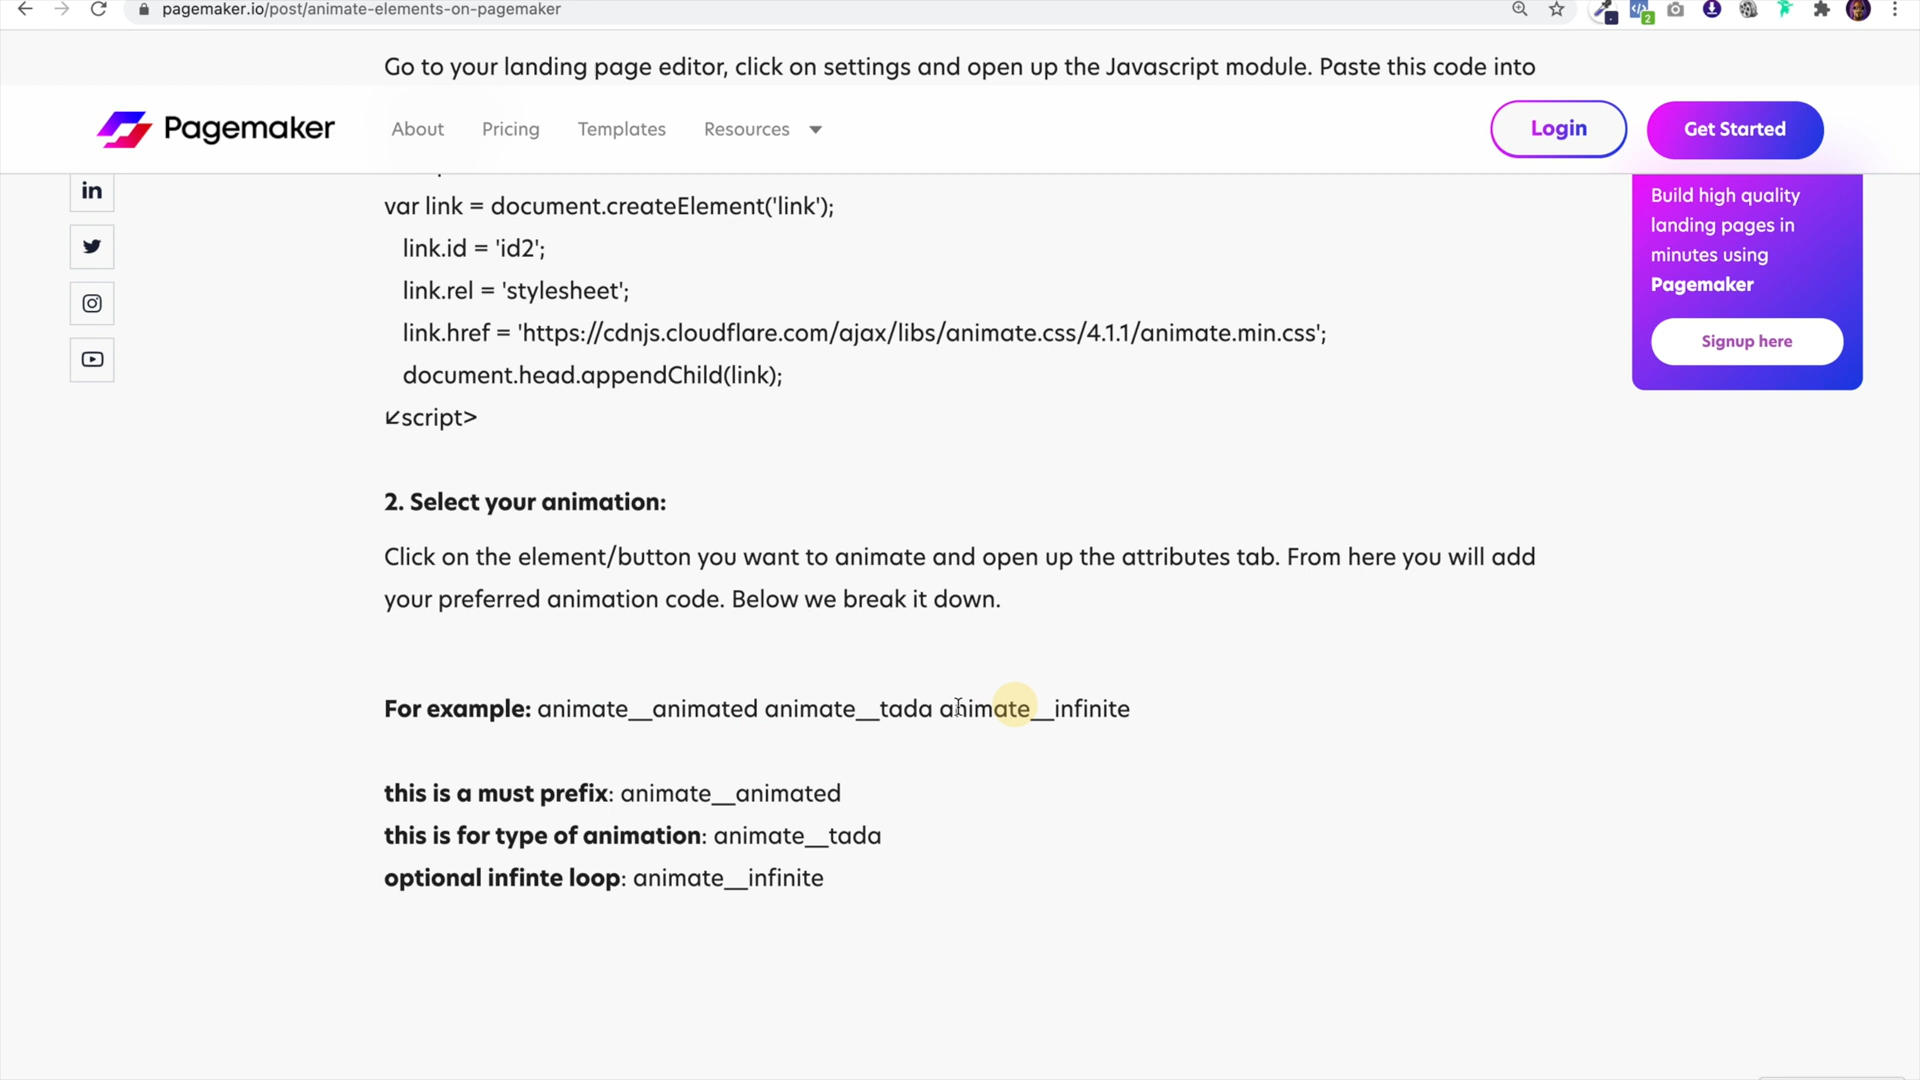 pagemaker.io/post/animate-elements-on-pagemaker
2
Go to your landing page editor, click on settings and open up the Javascript module. Paste this code into
Pagemaker
About
Pricing
Templates
Resources
Login
Get Started
in
var link = document.createElement('link');
link.id = 'id2';
link.rel = 'stylesheet';
link.href = 'https://cdnjs.cloudflare.com/ajax/libs/animate.css/4.1.1/animate.min.css';
document.head.appendChild(link);
↙script>
Build high quality
landing pages in
minutes using
Pagemaker
Signup here
2. Select your animation:
Click on the element/button you want to animate and open up the attributes tab. From here you will add
your preferred animation code. Below we break it down.
For example: animate__animated animate__tada animate__infinite
this is a must prefix: animate__animated
this is for type of animation: animate__tada
optional infinte loop: animate__infinite